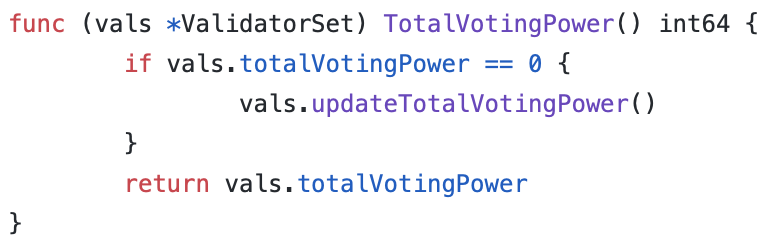 func (vals *ValidatorSet) TotalVotingPower() int64 {
        if vals.totalVotingPower == 0 {
                vals.updateTotalVotingPower()
        }
        return vals.totalVotingPower
}